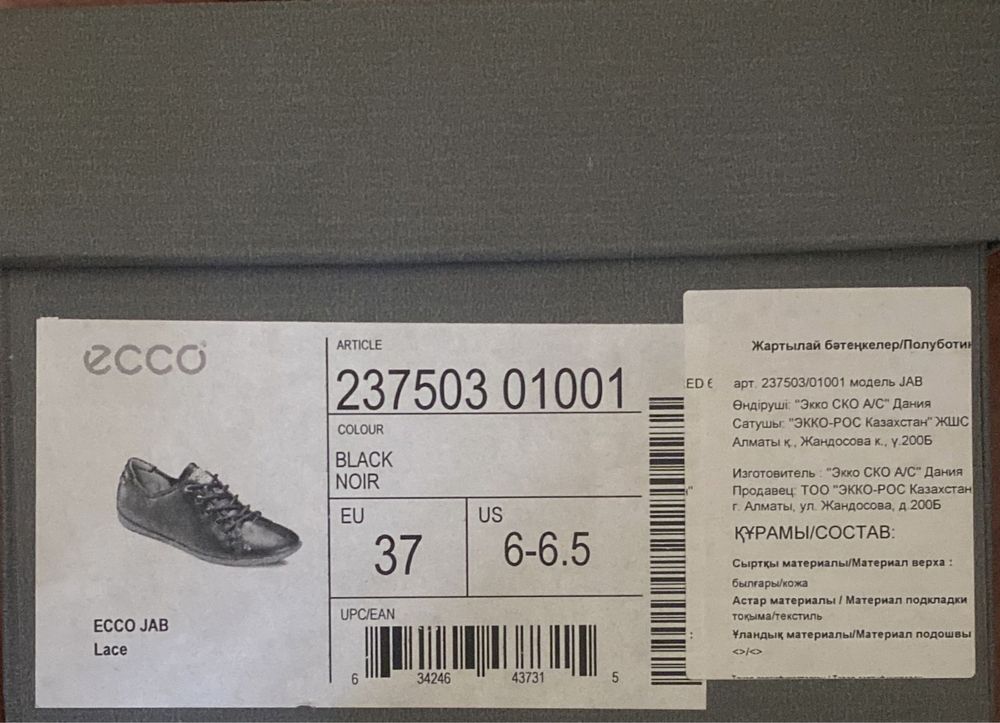 ecco
ECCO JAB
Lace
ARTICLE
237503 01001
COLOUR
BLACK
NOIR
EU
37
US
6-6.5
UPC/EAN
6 34246 43731 5
ED 6
Жартылай бәтеңкелер/Полуботин
арт. 237503/01001 модель JAB
Өндіруші: "Экко СКО А/С" Дания
Сатушы: "ЭККО-РОС Казахстан" ЖШС
Алматы қ., Жандосова к., ү.200Б
Изготовитель : "Экко СКО А/С" Дания
Продавец: ТОО "ЭККО-РОС Казахстан
г. Алматы, ул. Жандосова, д.200Б
ҚҰРАМЫ/СОСТАВ:
Сыртқы материалы/Материал верха :
былғары/кожа
Астар материалы / Материал подкладки
тоқыма/текстиль
Ұландық материалы/Материал подошвы
<>/<>